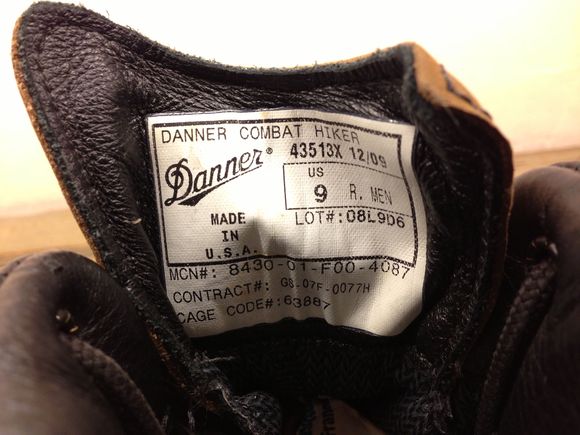 DANNER COMBAT HIKER
Danner® 43513X 12/09
US
9 R. MEN
MADE
IN
U.S.A.
LOT#: 08L9D6
MCN#: 8430-01-F00-4087
CONTRACT#: GS-07F-0077H
CAGE CODE#: 63887